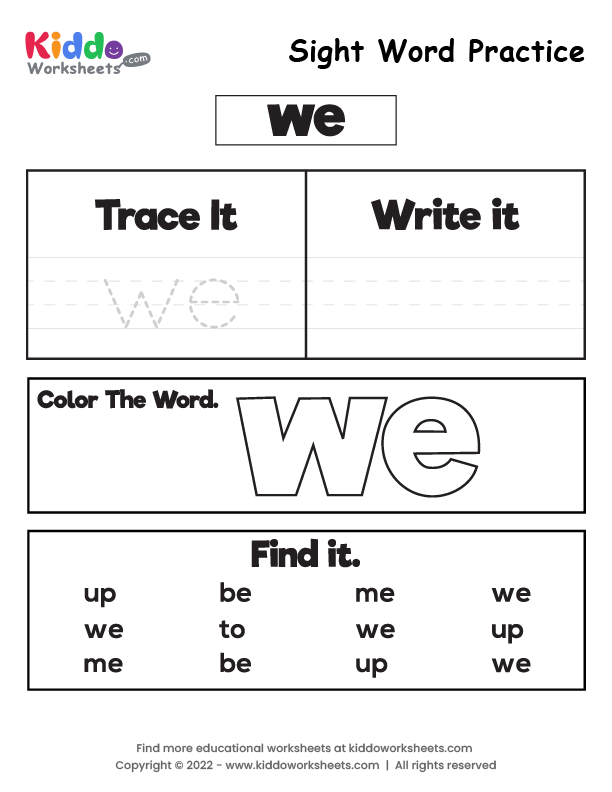 Kiddo
Worksheets .com
Sight Word Practice
we
Trace It
Write it
we
Color The Word.
we
Find it.
up be me we
we to we up
me be up we
Find more educational worksheets at kiddoworksheets.com
Copyright © 2022 - www.kiddoworksheets.com | All rights reserved